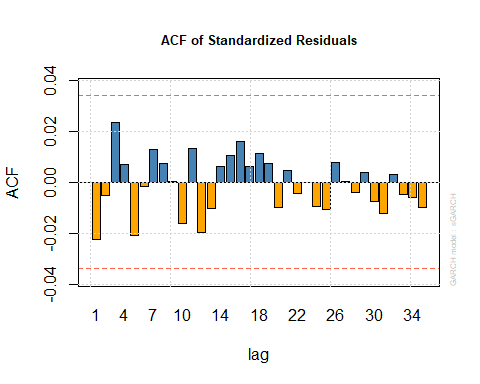 ACF of Standardized Residuals
ACF
0.04
0.02
0.00
-0.02
-0.04
1 4 7 10 14 18 22 26 30 34
lag
GARCH model : sGARCH